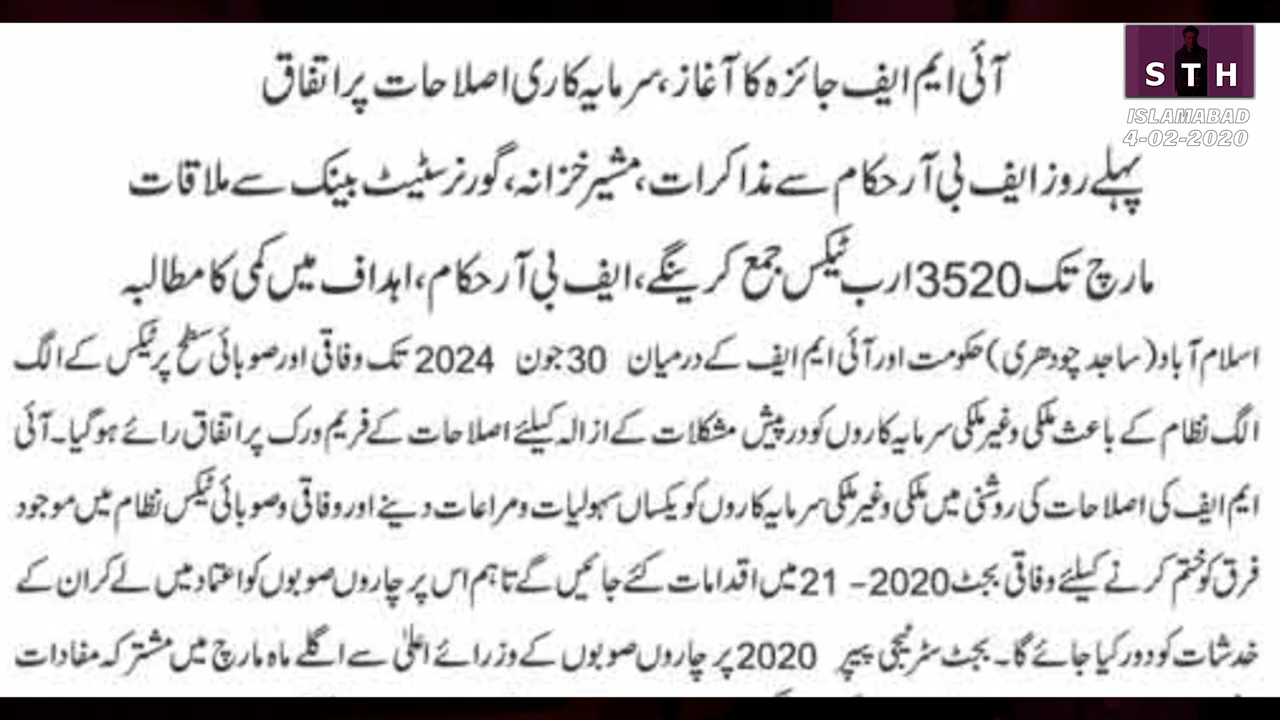 آئی ایم ایف جائزہ کا آغاز، سرمایہ کاری اصلاحات پر اتفاق
پہلے روز ایف بی آر حکام سے مذاکرات، مشیر خزانہ، گورنر سٹیٹ بینک سے ملاقات
مارچ تک 3520 ارب ٹیکس جمع کرینگے، ایف بی آر حکام، اہداف میں کمی کا مطالبہ
اسلام آباد (ساجد چودھری) حکومت اور آئی ایم ایف کے درمیان 30 جون 2024 تک وفاقی اور صوبائی سطح پر ٹیکس کے الگ
الگ نظام کے باعث ملکی وغیر ملکی سرمایہ کاروں کو درپیش مشکلات کے ازالہ کیلئے اصلاحات کے فریم ورک پر اتفاق رائے ہو گیا۔ آئی
ایم ایف کی اصلاحات کی روشنی میں ملکی وغیر ملکی سرمایہ کاروں کو یکساں سہولیات و مراعات دینے اور وفاقی و صوبائی ٹیکس نظام میں موجود
فرق کو ختم کرنے کیلئے وفاقی بجٹ 2020– 21 میں اقدامات کئے جائیں گے تاہم اس پر چاروں صوبوں کو اعتماد میں لے کر ان کے
خدشات کو دور کیا جائے گا۔ بجٹ سٹریٹجی پیپر 2020 پر چاروں صوبوں کے وزرائے اعلیٰ سے اگلے ماہ مارچ میں مشترکہ مفادات
STH
ISLAMABAD
4-02-2020